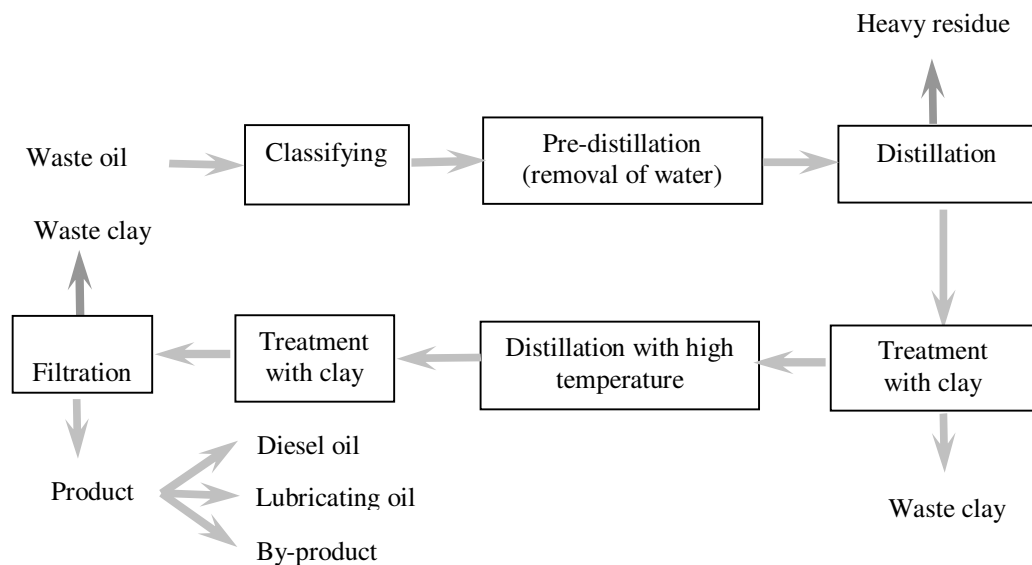 Heavy residue
Waste oil
Classifying
Pre-distillation
(removal of water)
Distillation
Waste clay
Filtration
Treatment
with clay
Distillation with high
temperature
Treatment
with clay
Product
Diesel oil
Lubricating oil
By-product
Waste clay